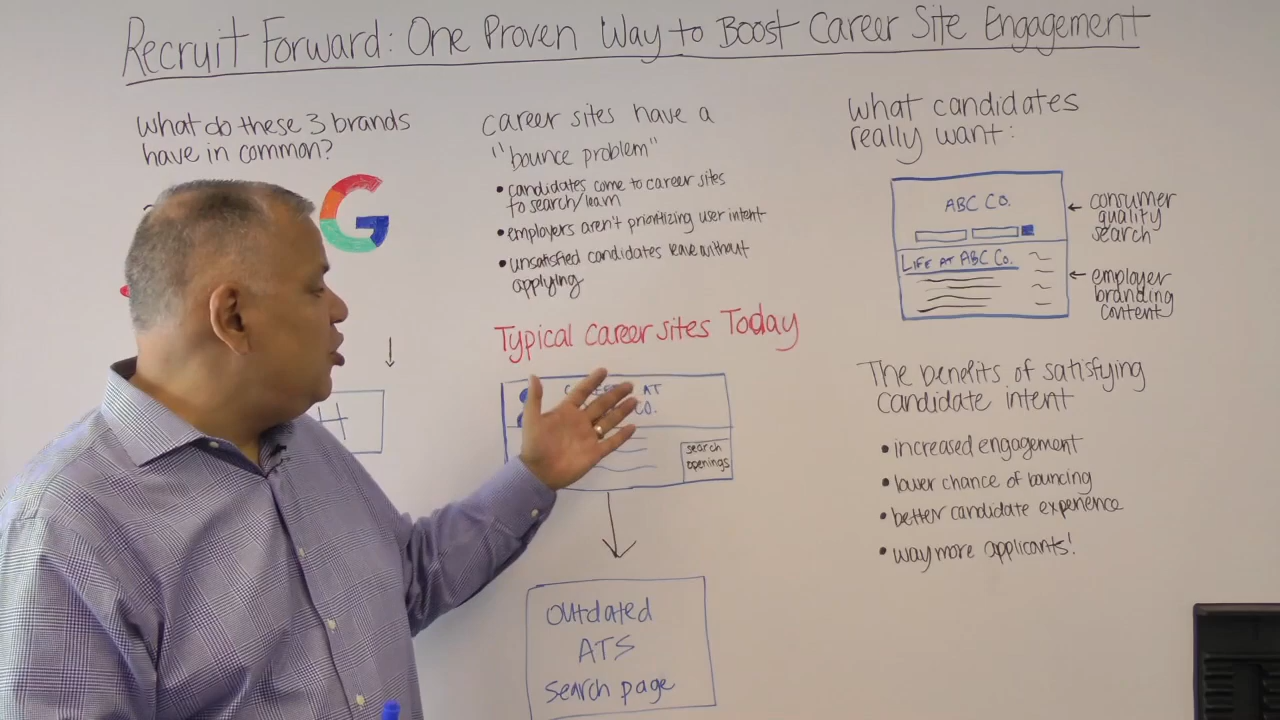 Recruit Forward: One Proven Way to Boost Career Site Engagement
What do these 3 brands
have in common?
G
H
career sites have a
"bounce problem"
• candidates come to career sites
to search/learn
• employers aren't prioritizing user intent
• unsatisfied candidates leave without
applying
Typical career sites Today
AT
CO.
search
openings
Outdated
ATS
search page
What candidates
really want:
ABC CO.
LIFE AT ABC CO.
← consumer
quality
search
← employer
branding
content
The benefits of satisfying
candidate intent
• increased engagement
• lower chance of bouncing
• better candidate experience
• way more applicants!